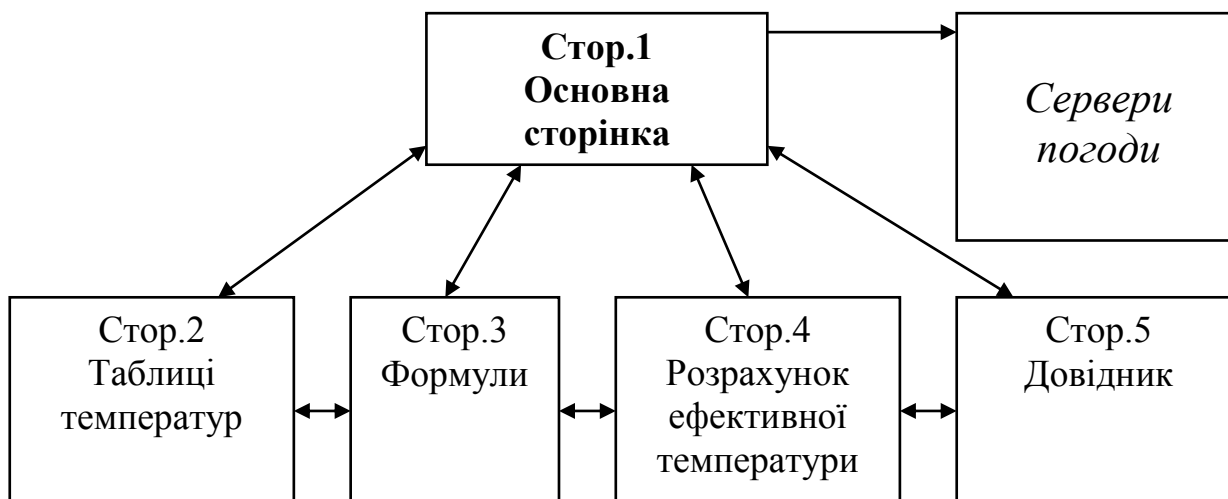 Стор.1
Основна
сторінка
Сервери
погоди
Стор.2
Таблиці
температур
Стор.3
Формули
Стор.4
Розрахунок
ефективної
температури
Стор.5
Довідник